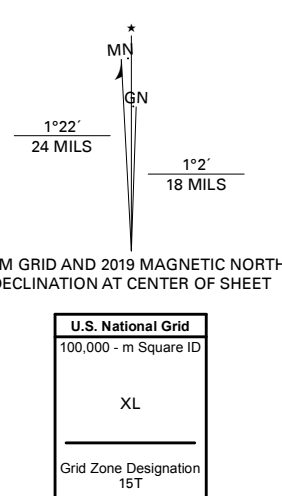 ★
MN
GN
1°22´
24 MILS
1°2´
18 MILS
M GRID AND 2019 MAGNETIC NORTH
DECLINATION AT CENTER OF SHEET
U.S. National Grid
100,000 - m Square ID
XL
Grid Zone Designation
15T